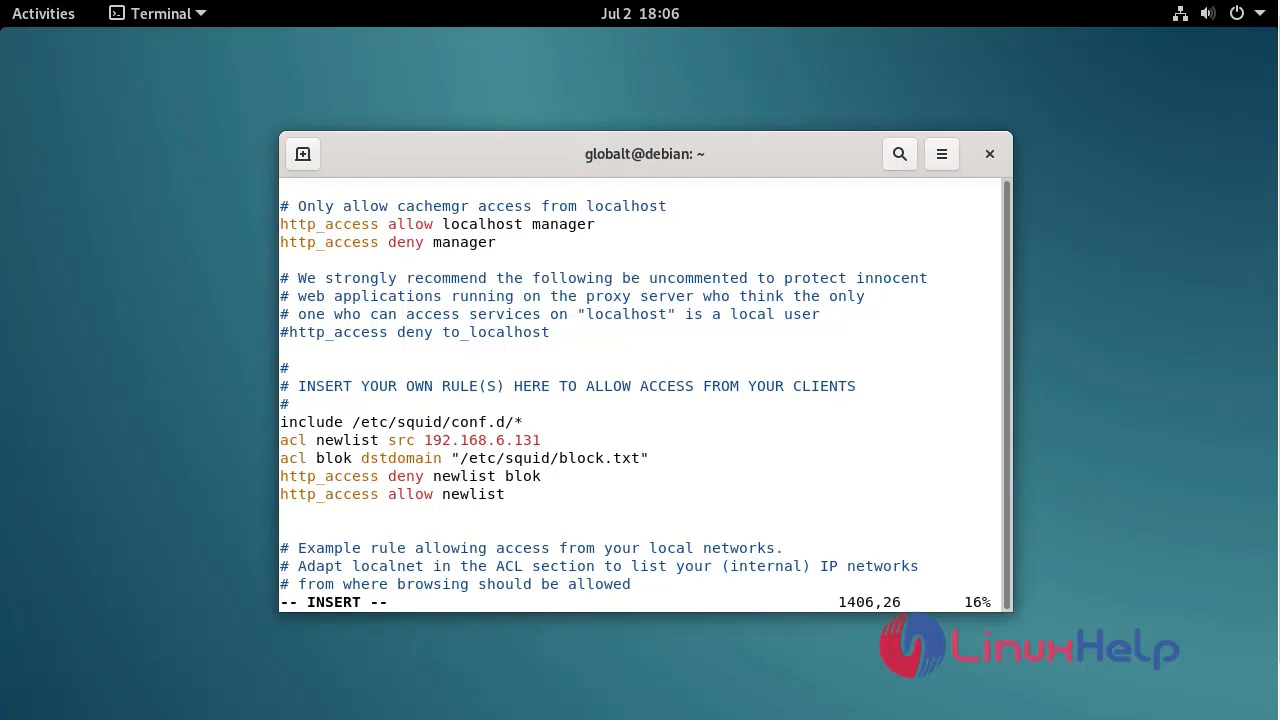 Activities Terminal Jul 2 18:06
globalt@debian: ~
# Only allow cachemgr access from localhost
http_access allow localhost manager
http_access deny manager
# We strongly recommend the following be uncommented to protect innocent
# web applications running on the proxy server who think the only
# one who can access services on "localhost" is a local user
#http_access deny to_localhost
#
# INSERT YOUR OWN RULE(S) HERE TO ALLOW ACCESS FROM YOUR CLIENTS
#
include /etc/squid/conf.d/*
acl newlist src 192.168.6.131
acl blok dstdomain "/etc/squid/block.txt"
http_access deny newlist blok
http_access allow newlist
# Example rule allowing access from your local networks.
# Adapt localnet in the ACL section to list your (internal) IP networks
# from where browsing should be allowed
-- INSERT -- 1406,26 16%
LinuxHelp